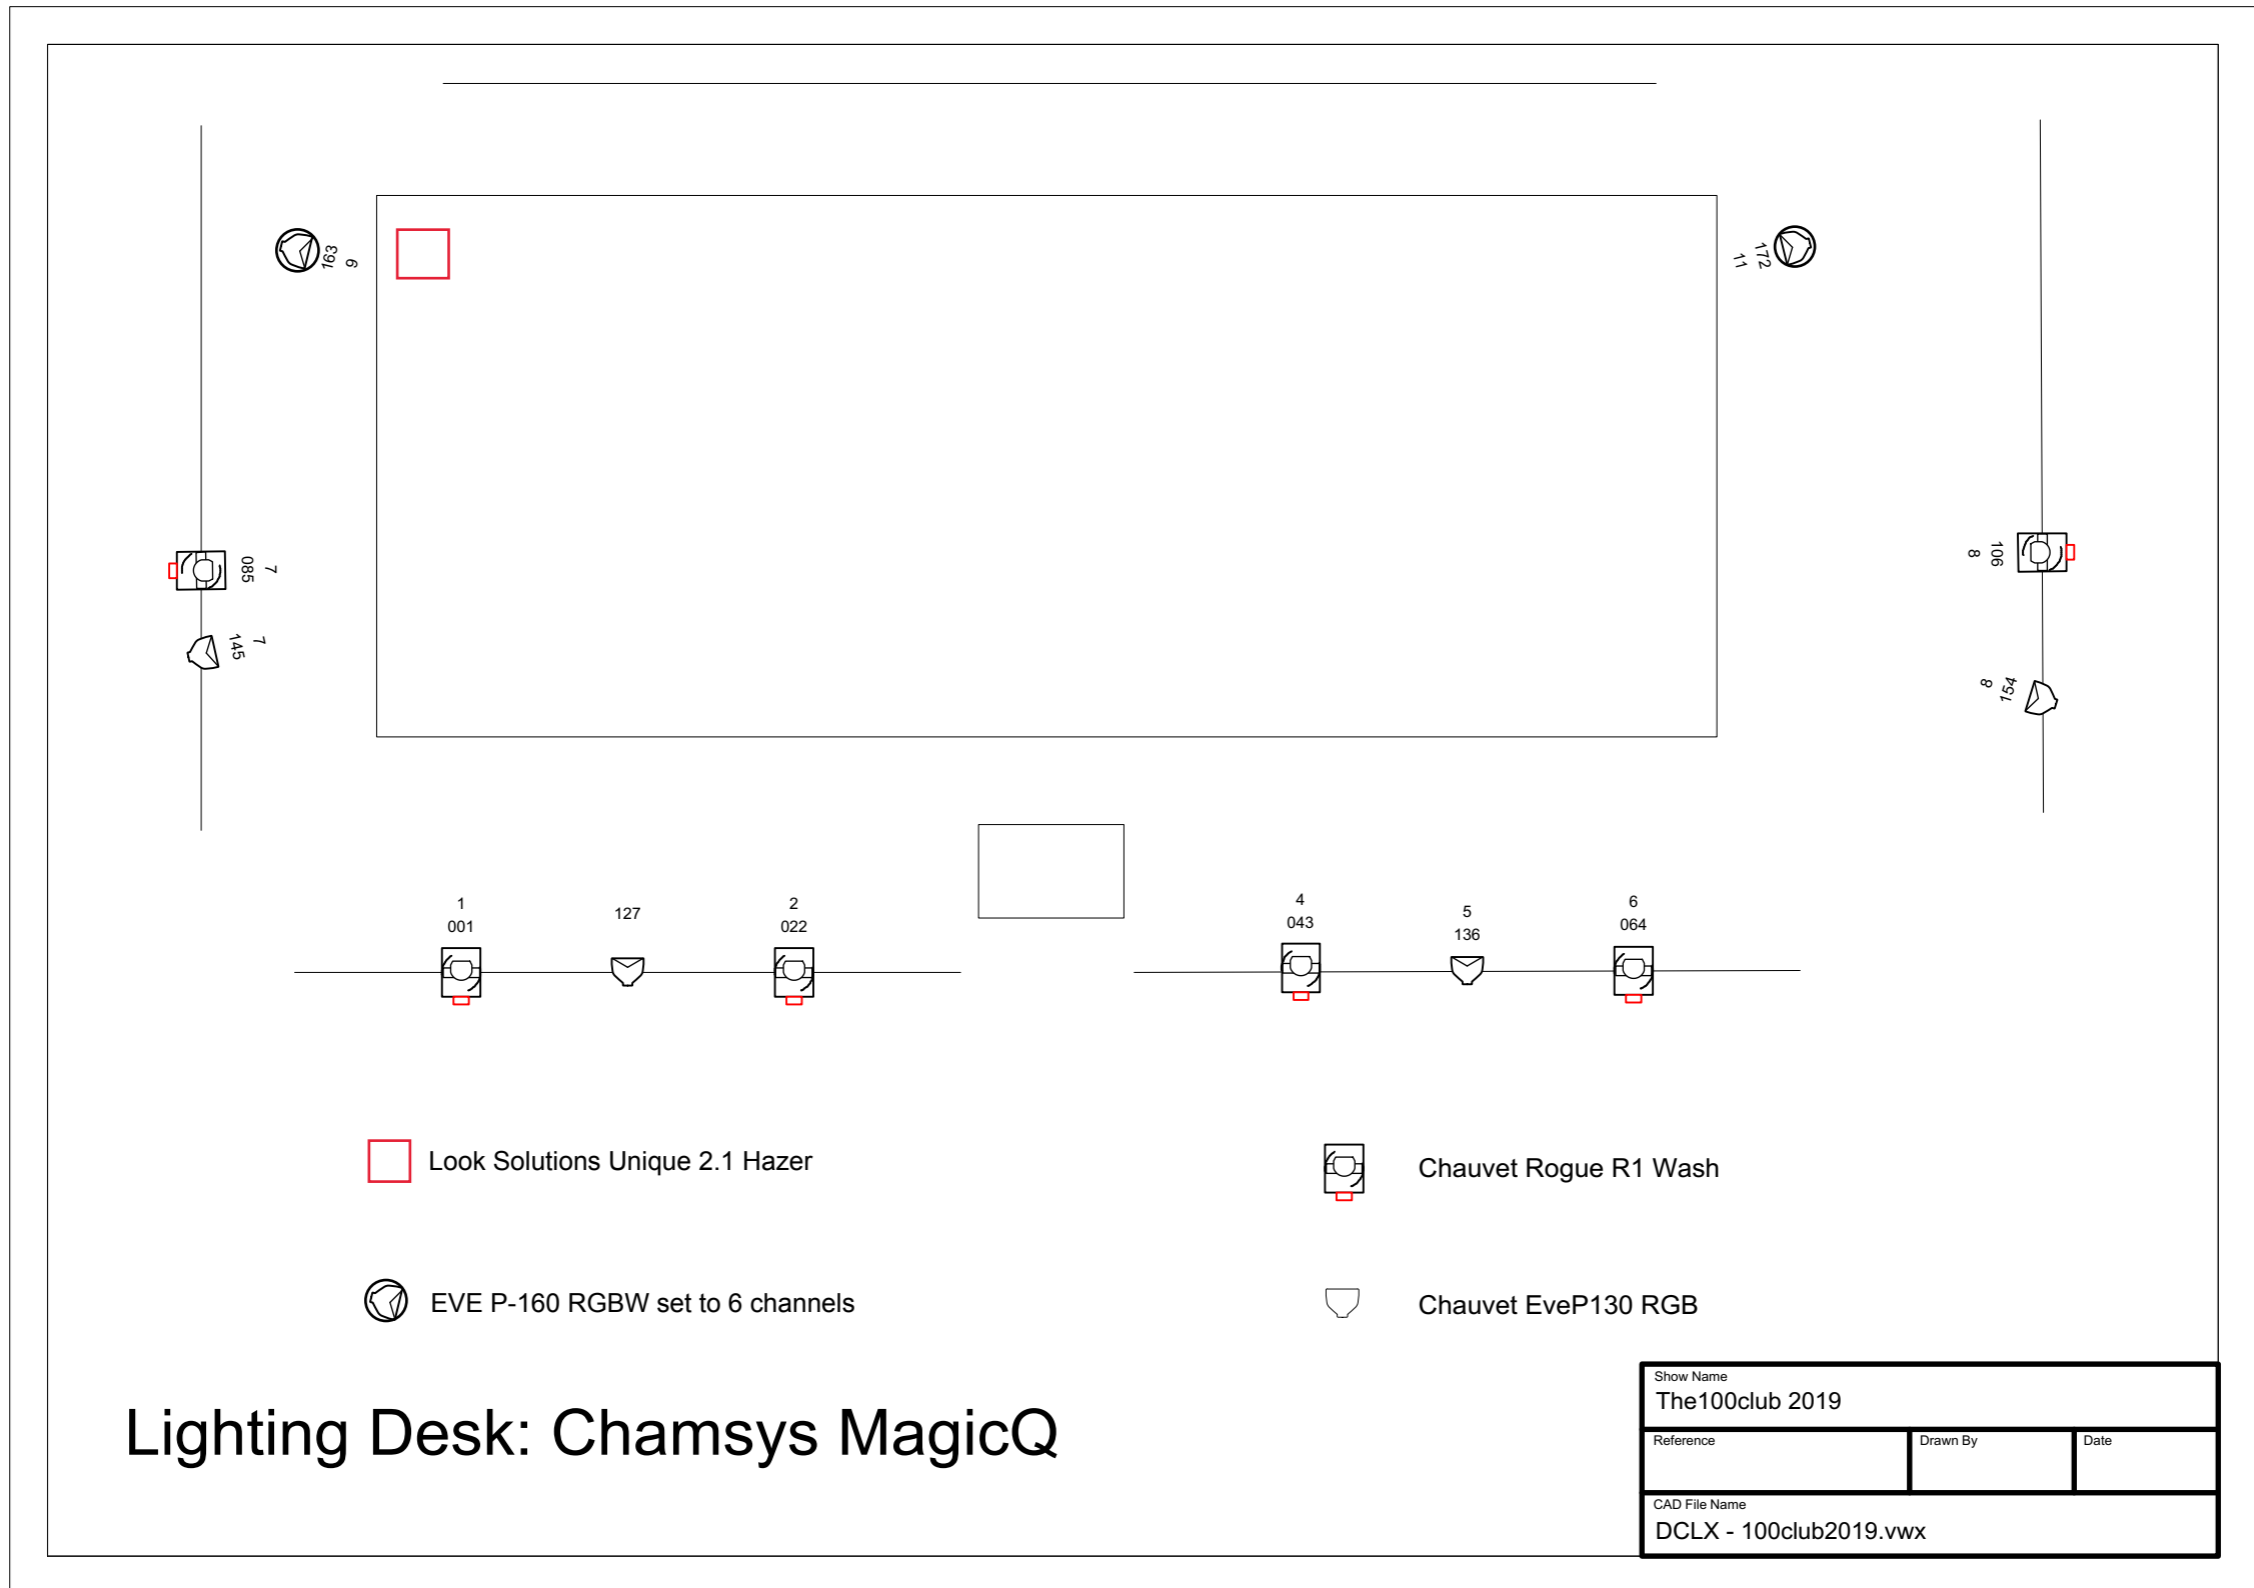 163
9
172
11
7
085
106
8
7
145
8
154
1
001
127
2
022
4
043
5
136
6
064
Look Solutions Unique 2.1 Hazer
Chauvet Rogue R1 Wash
EVE P-160 RGBW set to 6 channels
Chauvet EveP130 RGB
Lighting Desk: Chamsys MagicQ
Show Name
The100club 2019
Reference
Drawn By
Date
CAD File Name
DCLX - 100club2019.vwx